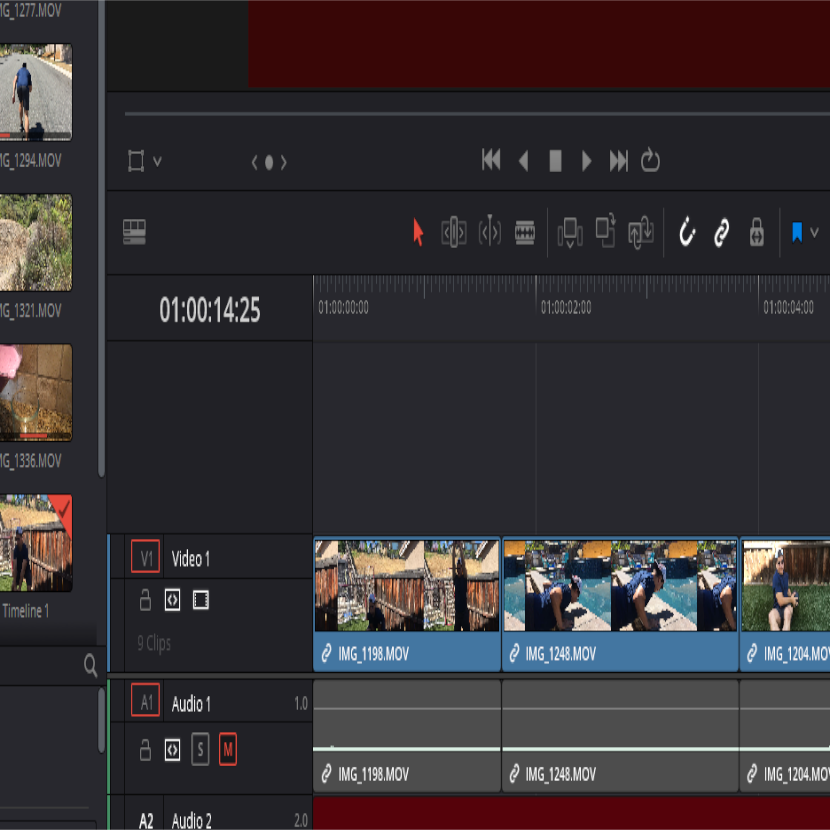 IMG_1277.MOV
IMG_1294.MOV
IMG_1321.MOV
IMG_1336.MOV
Timeline 1
01:00:14:25
01:00:00:00
01:00:02:00
01:00:04:00
V1 Video 1
9 Clips
IMG_1198.MOV
IMG_1248.MOV
IMG_1204.MOV
A1 Audio 1 1.0
S M
IMG_1198.MOV
IMG_1248.MOV
IMG_1204.MOV
A2 Audio 2 2.0